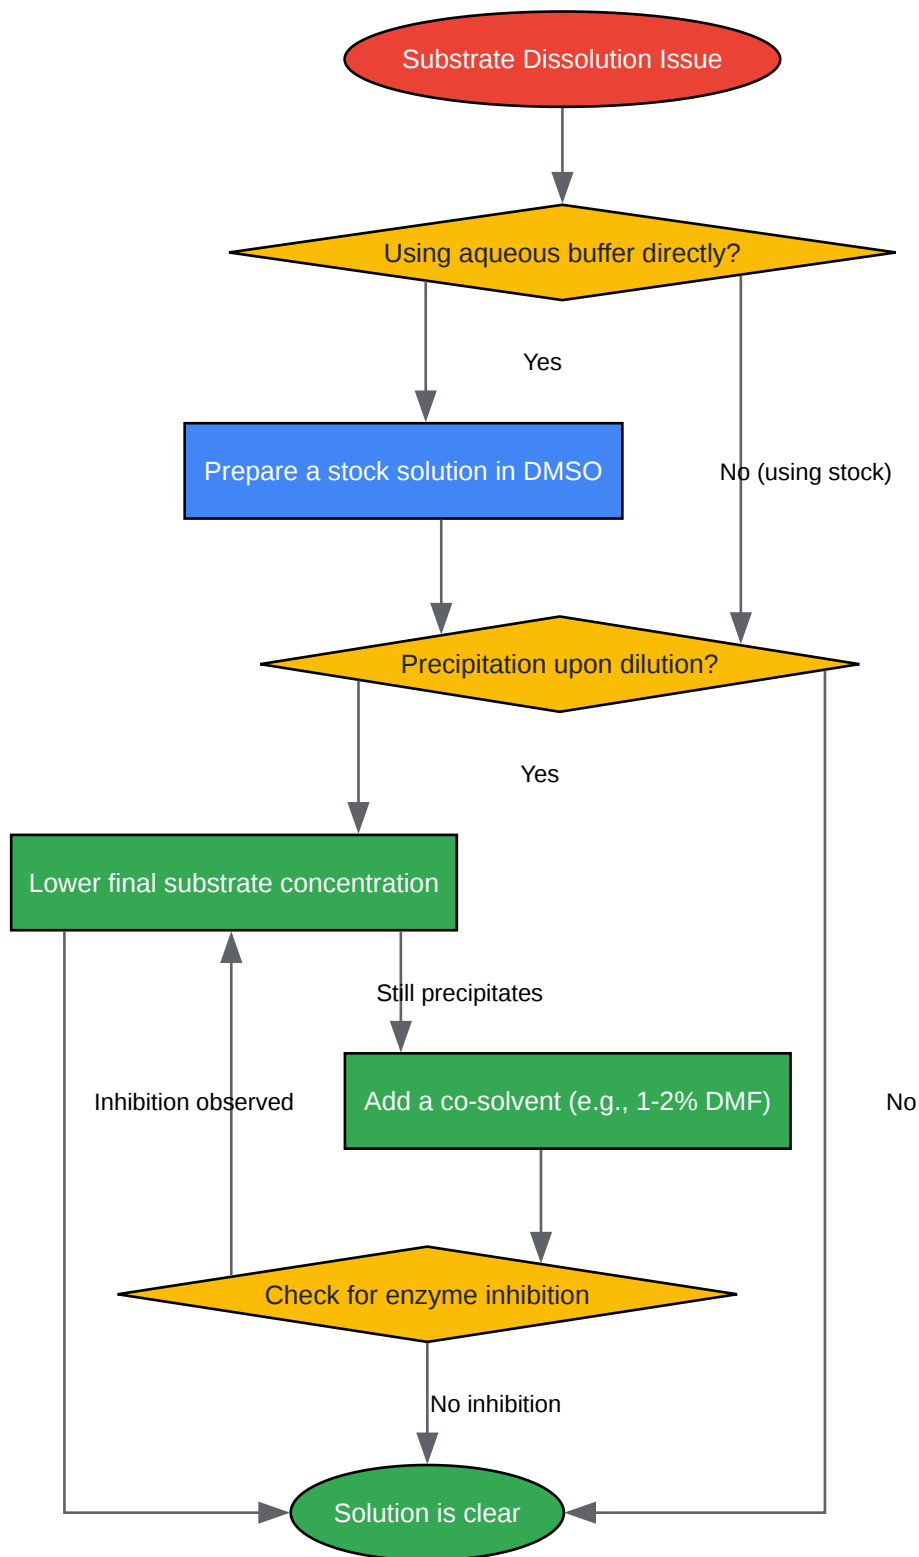 Substrate Dissolution Issue
Using aqueous buffer directly?
Yes
Prepare a stock solution in DMSO
No (using stock)
Precipitation upon dilution?
Yes
Lower final substrate concentration
Still precipitates
Add a co-solvent (e.g., 1-2% DMF)
Inhibition observed
No
Check for enzyme inhibition
No inhibition
Solution is clear